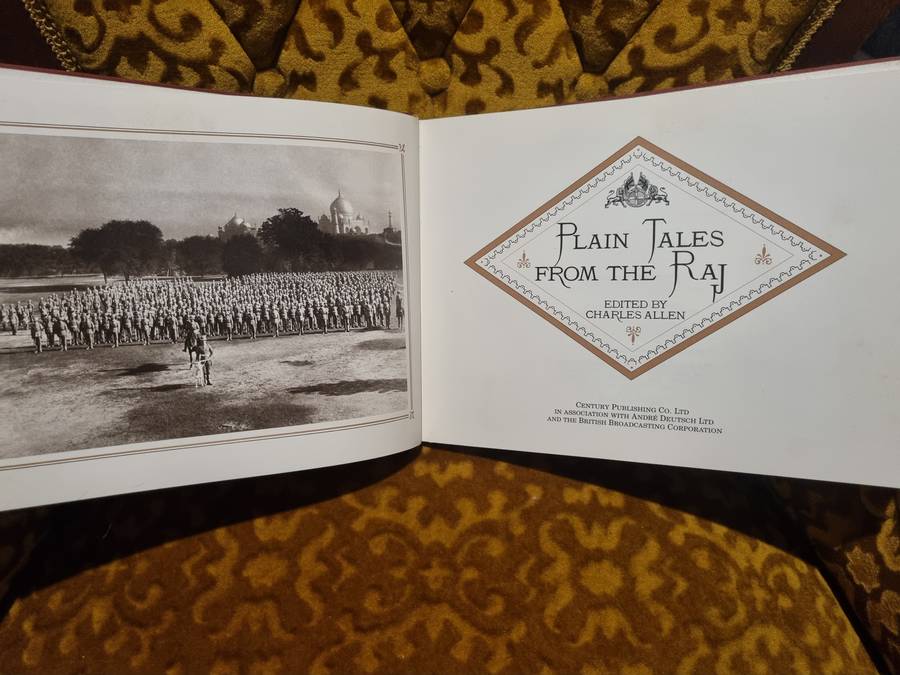 Plain Tales
from the Raj
Edited by
Charles Allen
Century Publishing Co. Ltd
in association with André Deutsch Ltd
and the British Broadcasting Corporation